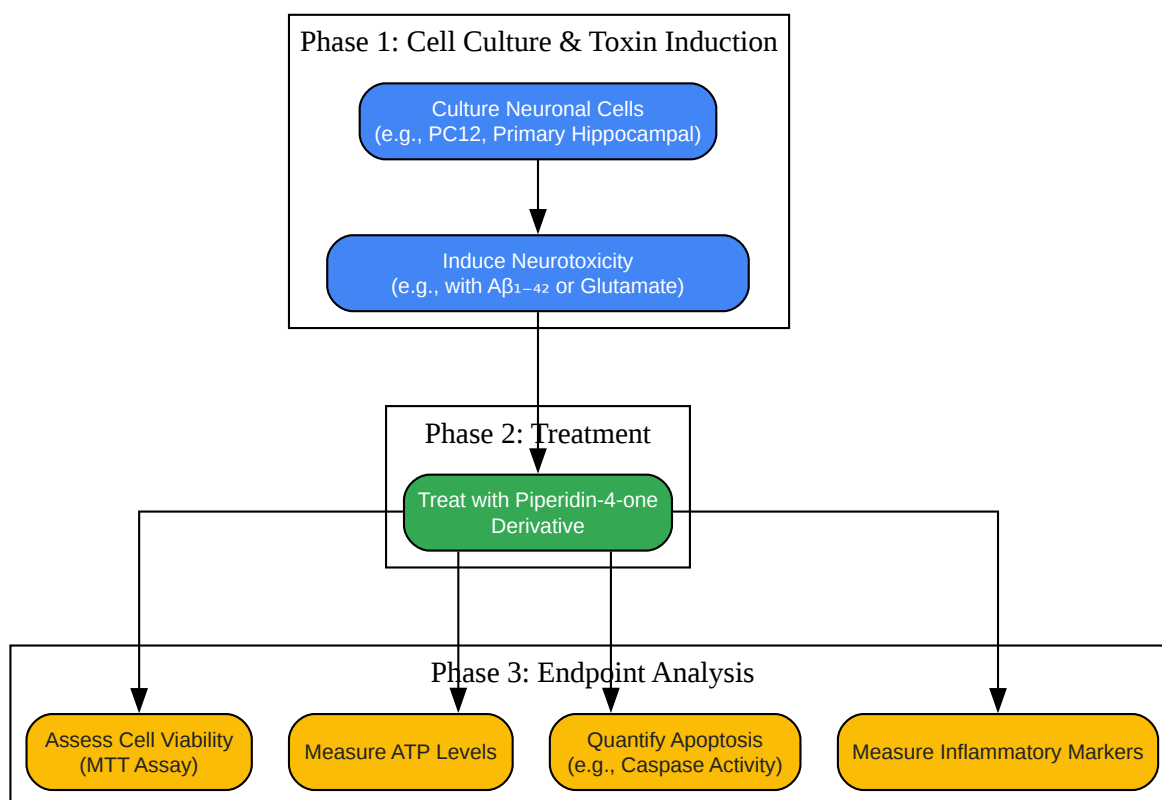 Phase 1: Cell Culture & Toxin Induction
Culture Neuronal Cells
(e.g., PC12, Primary Hippocampal)
Induce Neurotoxicity
(e.g., with Aβ₁₋₄₂ or Glutamate)
Phase 2: Treatment
Treat with Piperidin-4-one
Derivative
Phase 3: Endpoint Analysis
Assess Cell Viability
(MTT Assay)
Measure ATP Levels
Quantify Apoptosis
(e.g., Caspase Activity)
Measure Inflammatory Markers